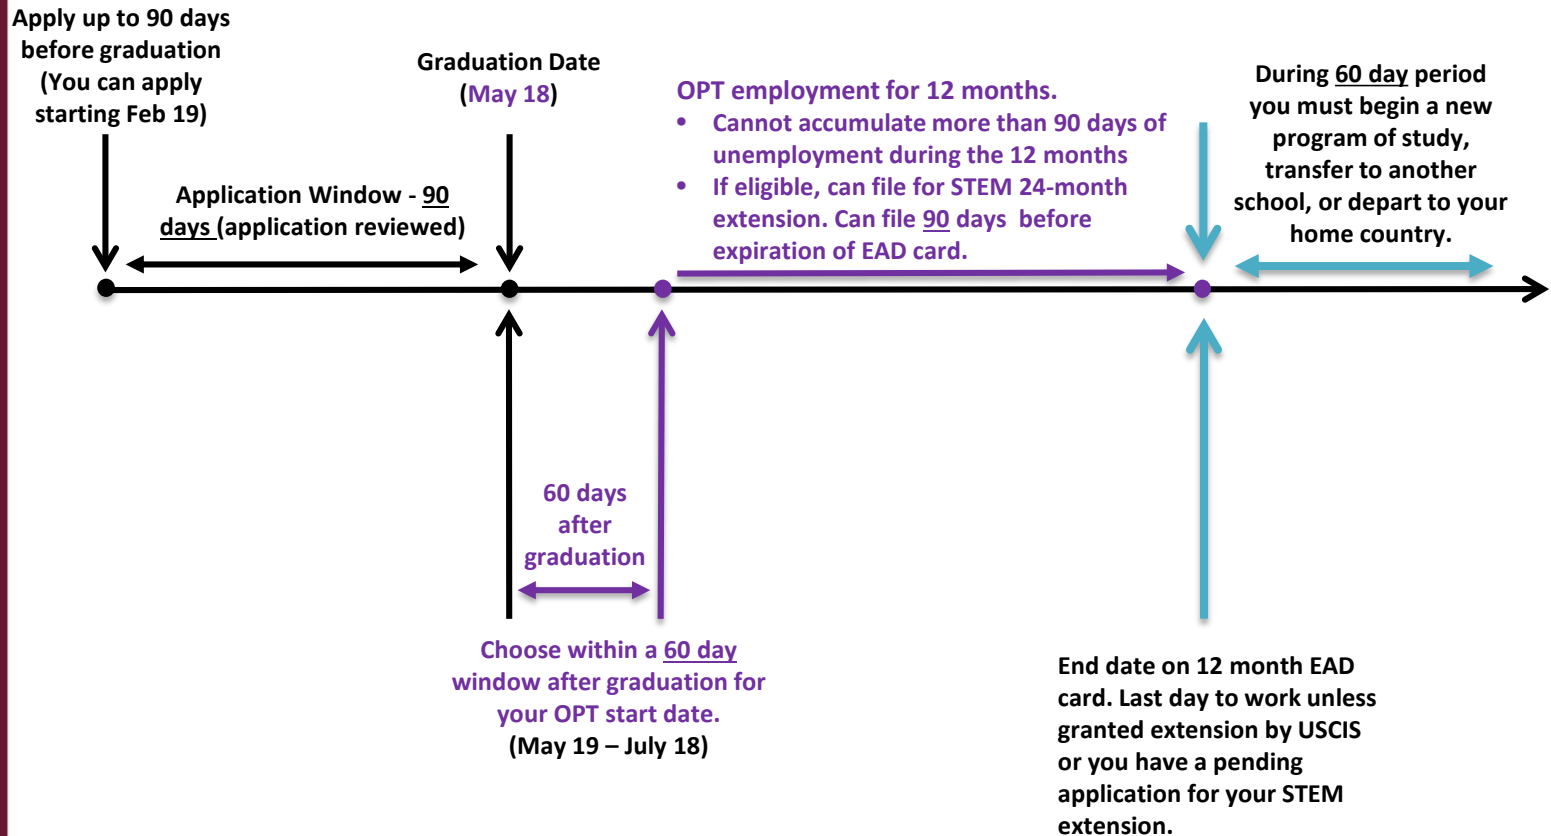 Apply up to 90 days
before graduation
(You can apply
starting Feb 19)
Application Window - 90
days (application reviewed)
Graduation Date
(May 18)
OPT employment for 12 months.
• Cannot accumulate more than 90 days of
unemployment during the 12 months
• If eligible, can file for STEM 24-month
extension. Can file 90 days before
expiration of EAD card.
During 60 day period
you must begin a new
program of study,
transfer to another
school, or depart to your
home country.
60 days
after
graduation
Choose within a 60 day
window after graduation for
your OPT start date.
(May 19 – July 18)
End date on 12 month EAD
card. Last day to work unless
granted extension by USCIS
or you have a pending
application for your STEM
extension.